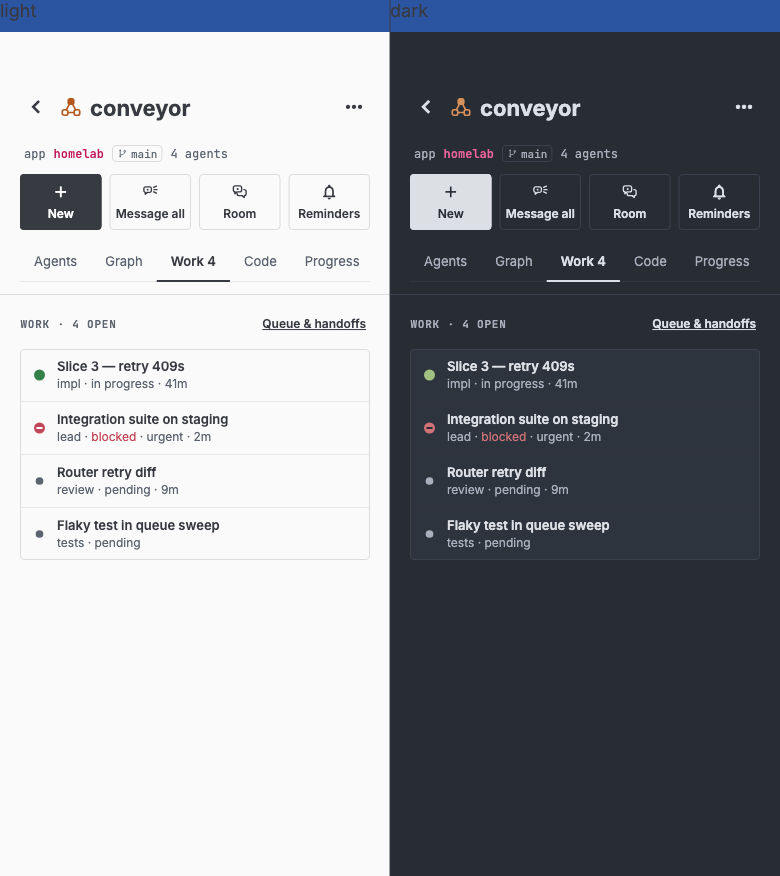 light
conveyor
app homelab main 4 agents
New Message all Room Reminders
Agents Graph Work 4 Code Progress
WORK · 4 OPEN Queue & handoffs
Slice 3 — retry 409s
impl · in progress · 41m
Integration suite on staging
lead · blocked · urgent · 2m
Router retry diff
review · pending · 9m
Flaky test in queue sweep
tests · pending
dark
conveyor
app homelab main 4 agents
New Message all Room Reminders
Agents Graph Work 4 Code Progress
WORK · 4 OPEN Queue & handoffs
Slice 3 — retry 409s
impl · in progress · 41m
Integration suite on staging
lead · blocked · urgent · 2m
Router retry diff
review · pending · 9m
Flaky test in queue sweep
tests · pending